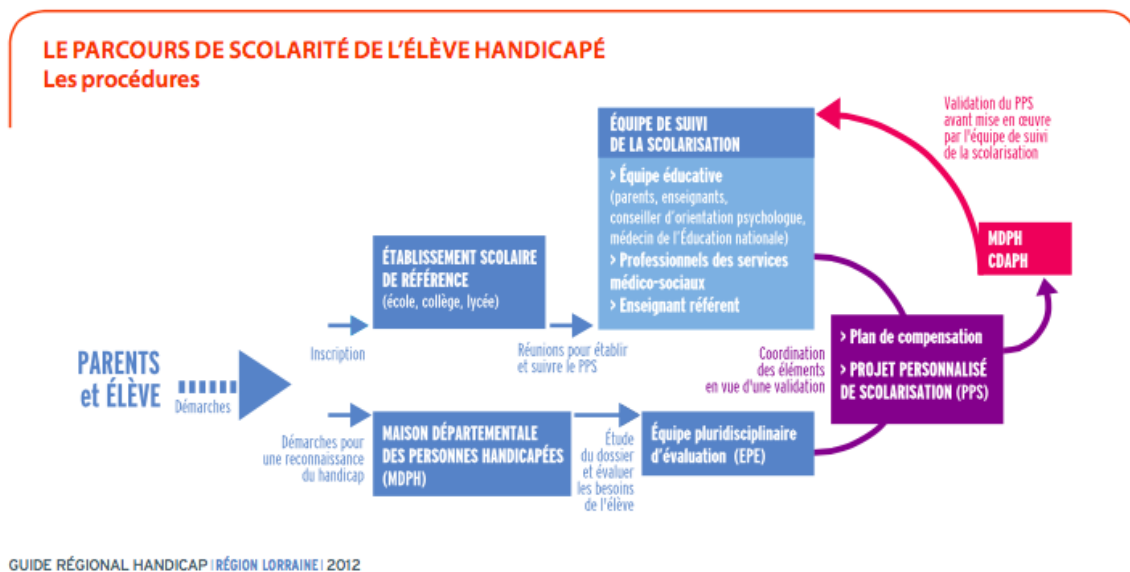 LE PARCOURS DE SCOLARITÉ DE L'ÉLÈVE HANDICAPÉ
Les procédures
PARENTS
et ÉLÈVE
Démarches
Inscription
ÉTABLISSEMENT SCOLAIRE
DE RÉFÉRENCE
(école, collège, lycée)
Réunions pour établir
et suivre le PPS
ÉQUIPE DE SUIVI
DE LA SCOLARISATION
> Équipe éducative
(parents, enseignants,
conseiller d'orientation psychologue,
médecin de l'Éducation nationale)
> Professionnels des services
médico-sociaux
> Enseignant référent
Démarches pour
une reconnaissance
du handicap
MAISON DÉPARTEMENTALE
DES PERSONNES HANDICAPÉES
(MDPH)
Étude
du dossier
et évaluer
les besoins
de l'élève
Équipe pluridisciplinaire
d'évaluation (EPE)
Coordination
des éléments
en vue d'une validation
> Plan de compensation
> PROJET PERSONNALISÉ
DE SCOLARISATION (PPS)
MDPH
CDAPH
Validation du PPS
avant mise en œuvre
par l'équipe de suivi
de la scolarisation
GUIDE RÉGIONAL HANDICAP | RÉGION LORRAINE | 2012